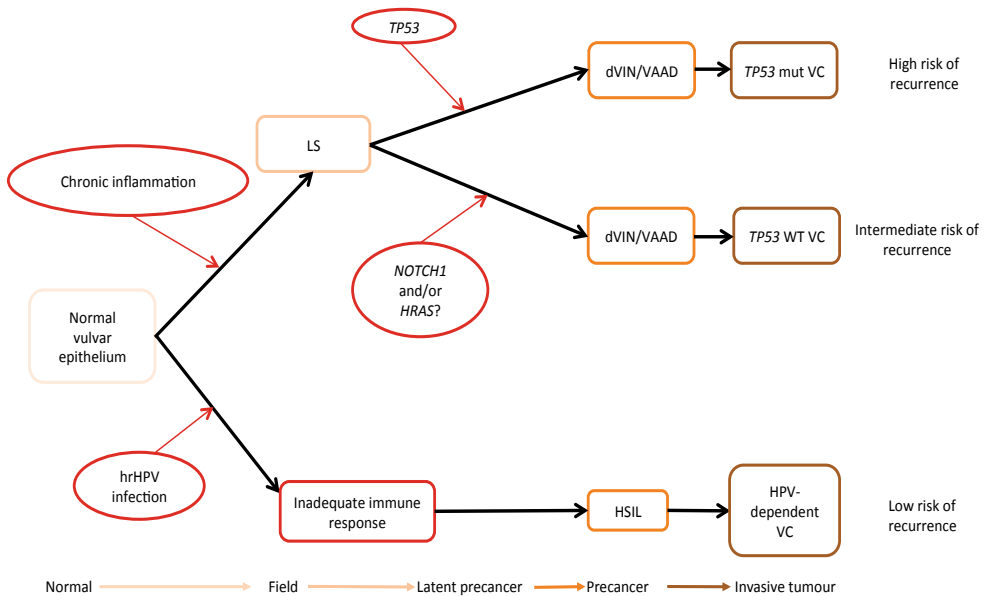 TP53
dVIN/VAAD
TP53 mut VC
High risk of
recurrence
LS
Chronic inflammation
dVIN/VAAD
TP53 WT VC
Intermediate risk of
recurrence
NOTCH1
and/or
HRAS?
Normal
vulvar
epithelium
hrHPV
infection
Inadequate immune
response
HSIL
HPV-
dependent
VC
Low risk of
recurrence
Normal
Field
Latent precancer
Precancer
Invasive tumour